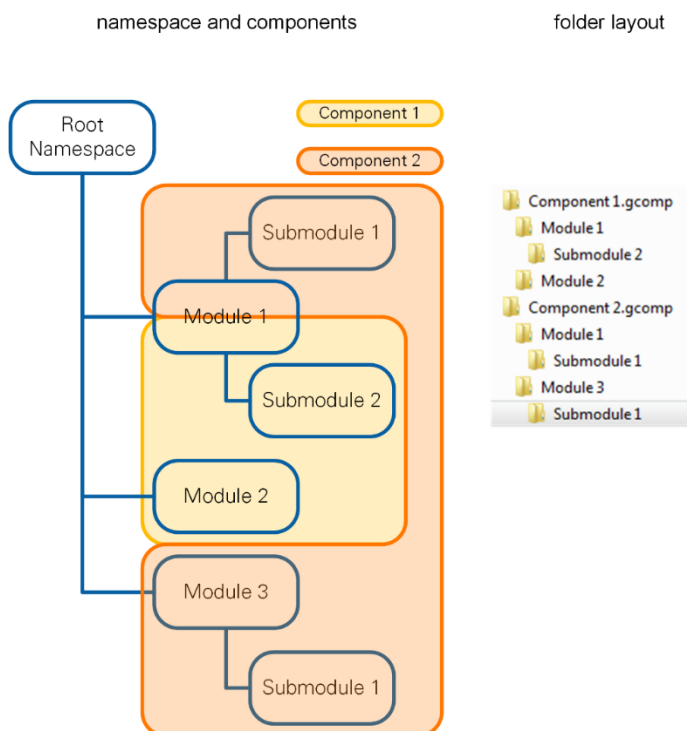 namespace and components
folder layout
Root
Namespace
Component 1
Component 2
Submodule 1
Module 1
Submodule 2
Module 2
Module 3
Submodule 1
Component 1.gcomp
Module 1
Submodule 2
Module 2
Component 2.gcomp
Module 1
Submodule 1
Module 3
Submodule 1